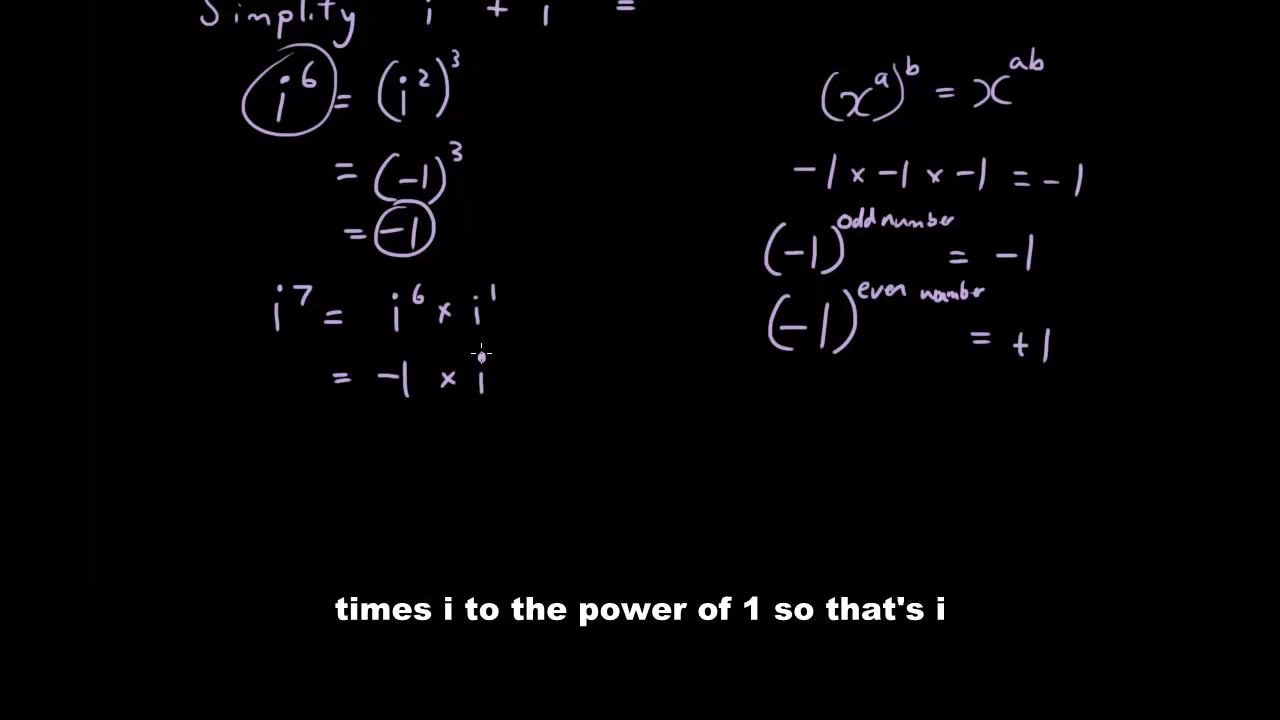 Simplify i + i =
i⁶ = (i²)³
= (-1)³
= -1
i⁷ = i⁶ × i¹
= -1 × i
(x^a)^b = x^ab
-1 × -1 × -1 = -1
(-1)^odd number = -1
(-1)^even number = +1
times i to the power of 1 so that's i